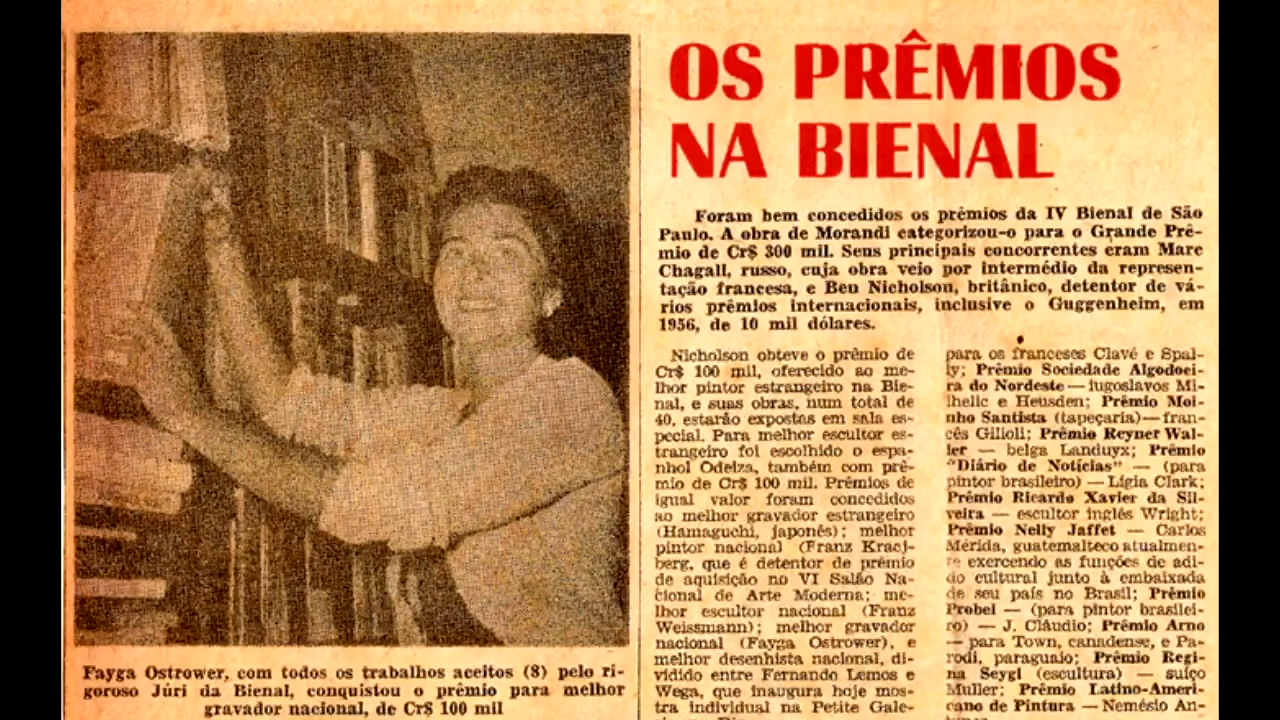 OS PRÊMIOS
NA BIENAL
Foram bem concedidos os prêmios da IV Bienal de São
Paulo. A obra de Morandi categorizou-o para o Grande Prê-
mio de Cr$ 300 mil. Seus principais concorrentes eram Marc
Chagall, russo, cuja obra veio por intermédio da represen-
tação francesa, e Ben Nicholson, britânico, detentor de vá-
rios prêmios internacionais, inclusive o Guggenheim, em
1956, de 10 mil dólares.
Nicholson obteve o prêmio de
Cr$ 100 mil, oferecido ao me-
lhor pintor estrangeiro na Bie-
nal, e suas obras, num total de
40, estarão expostas em sala es-
pecial. Para melhor escultor es-
trangeiro foi escolhido o espa-
nhol Odeiza, também com prê-
mio de Cr$ 100 mil. Prêmios de
igual valor foram concedidos
ao melhor gravador estrangeiro
(Hamaguchi, japonês); melhor
pintor nacional (Franz Kracj-
berg, que é detentor de prêmio
de aquisição no VI Salão Na-
cional de Arte Moderna; me-
lhor escultor nacional (Franz
Weissmann); melhor gravador
nacional (Fayga Ostrower), e
melhor desenhista nacional, di-
vidido entre Fernando Lemos e
Wega, que inaugura hoje mos-
tra individual na Petite Gale-
para os franceses Clavé e Spal-
ly; Prêmio Sociedade Algodoei-
ra do Nordeste — iugoslavos Mi-
lhelic e Heusden; Prêmio Moi-
nho Santista (tapeçaria) — fran-
cês Gilioli; Prêmio Reyner Wal-
ler — belga Landuyx; Prêmio
"Diário de Notícias" — (para
pintor brasileiro) — Lígia Clark;
Prêmio Ricardo Xavier da Sil-
veira — escultor inglês Wright;
Prêmio Nelly Jaffet — Carlos
Mérida, guatemalteco atualmen-
te exercendo as funções de adi-
do cultural junto à embaixada
de seu país no Brasil; Prêmio
Probel — (para pintor brasilei-
ro) — J. Cláudio; Prêmio Arno
— para Town, canadense, e Pa-
rodi, paraguaio; Prêmio Regi-
na Seygl (escultura) — suíço
Muller; Prêmio Latino-Ameri-
cano de Pintura — Nemésio An-
Fayga Ostrower, com todos os trabalhos aceitos (8) pelo ri-
goroso Júri da Bienal, conquistou o prêmio para melhor
gravador nacional, de Cr$ 100 mil